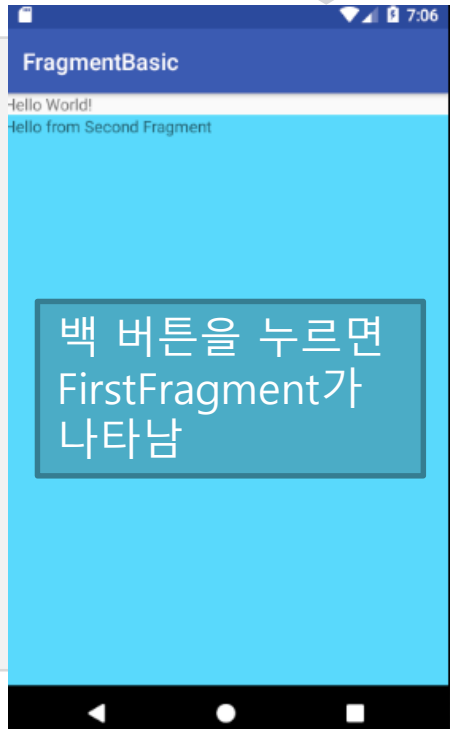 7:06
FragmentBasic
Hello World!
Hello from Second Fragment
백 버튼을 누르면
FirstFragment가
나타남